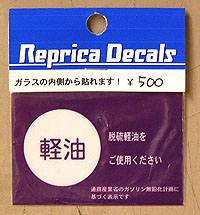 Reprica Decals
ガラスの内側から貼れます! ¥500
軽油
脱硫軽油を
ご使用ください
通商産業省のガソリン無鉛化計画に
基づく表示です